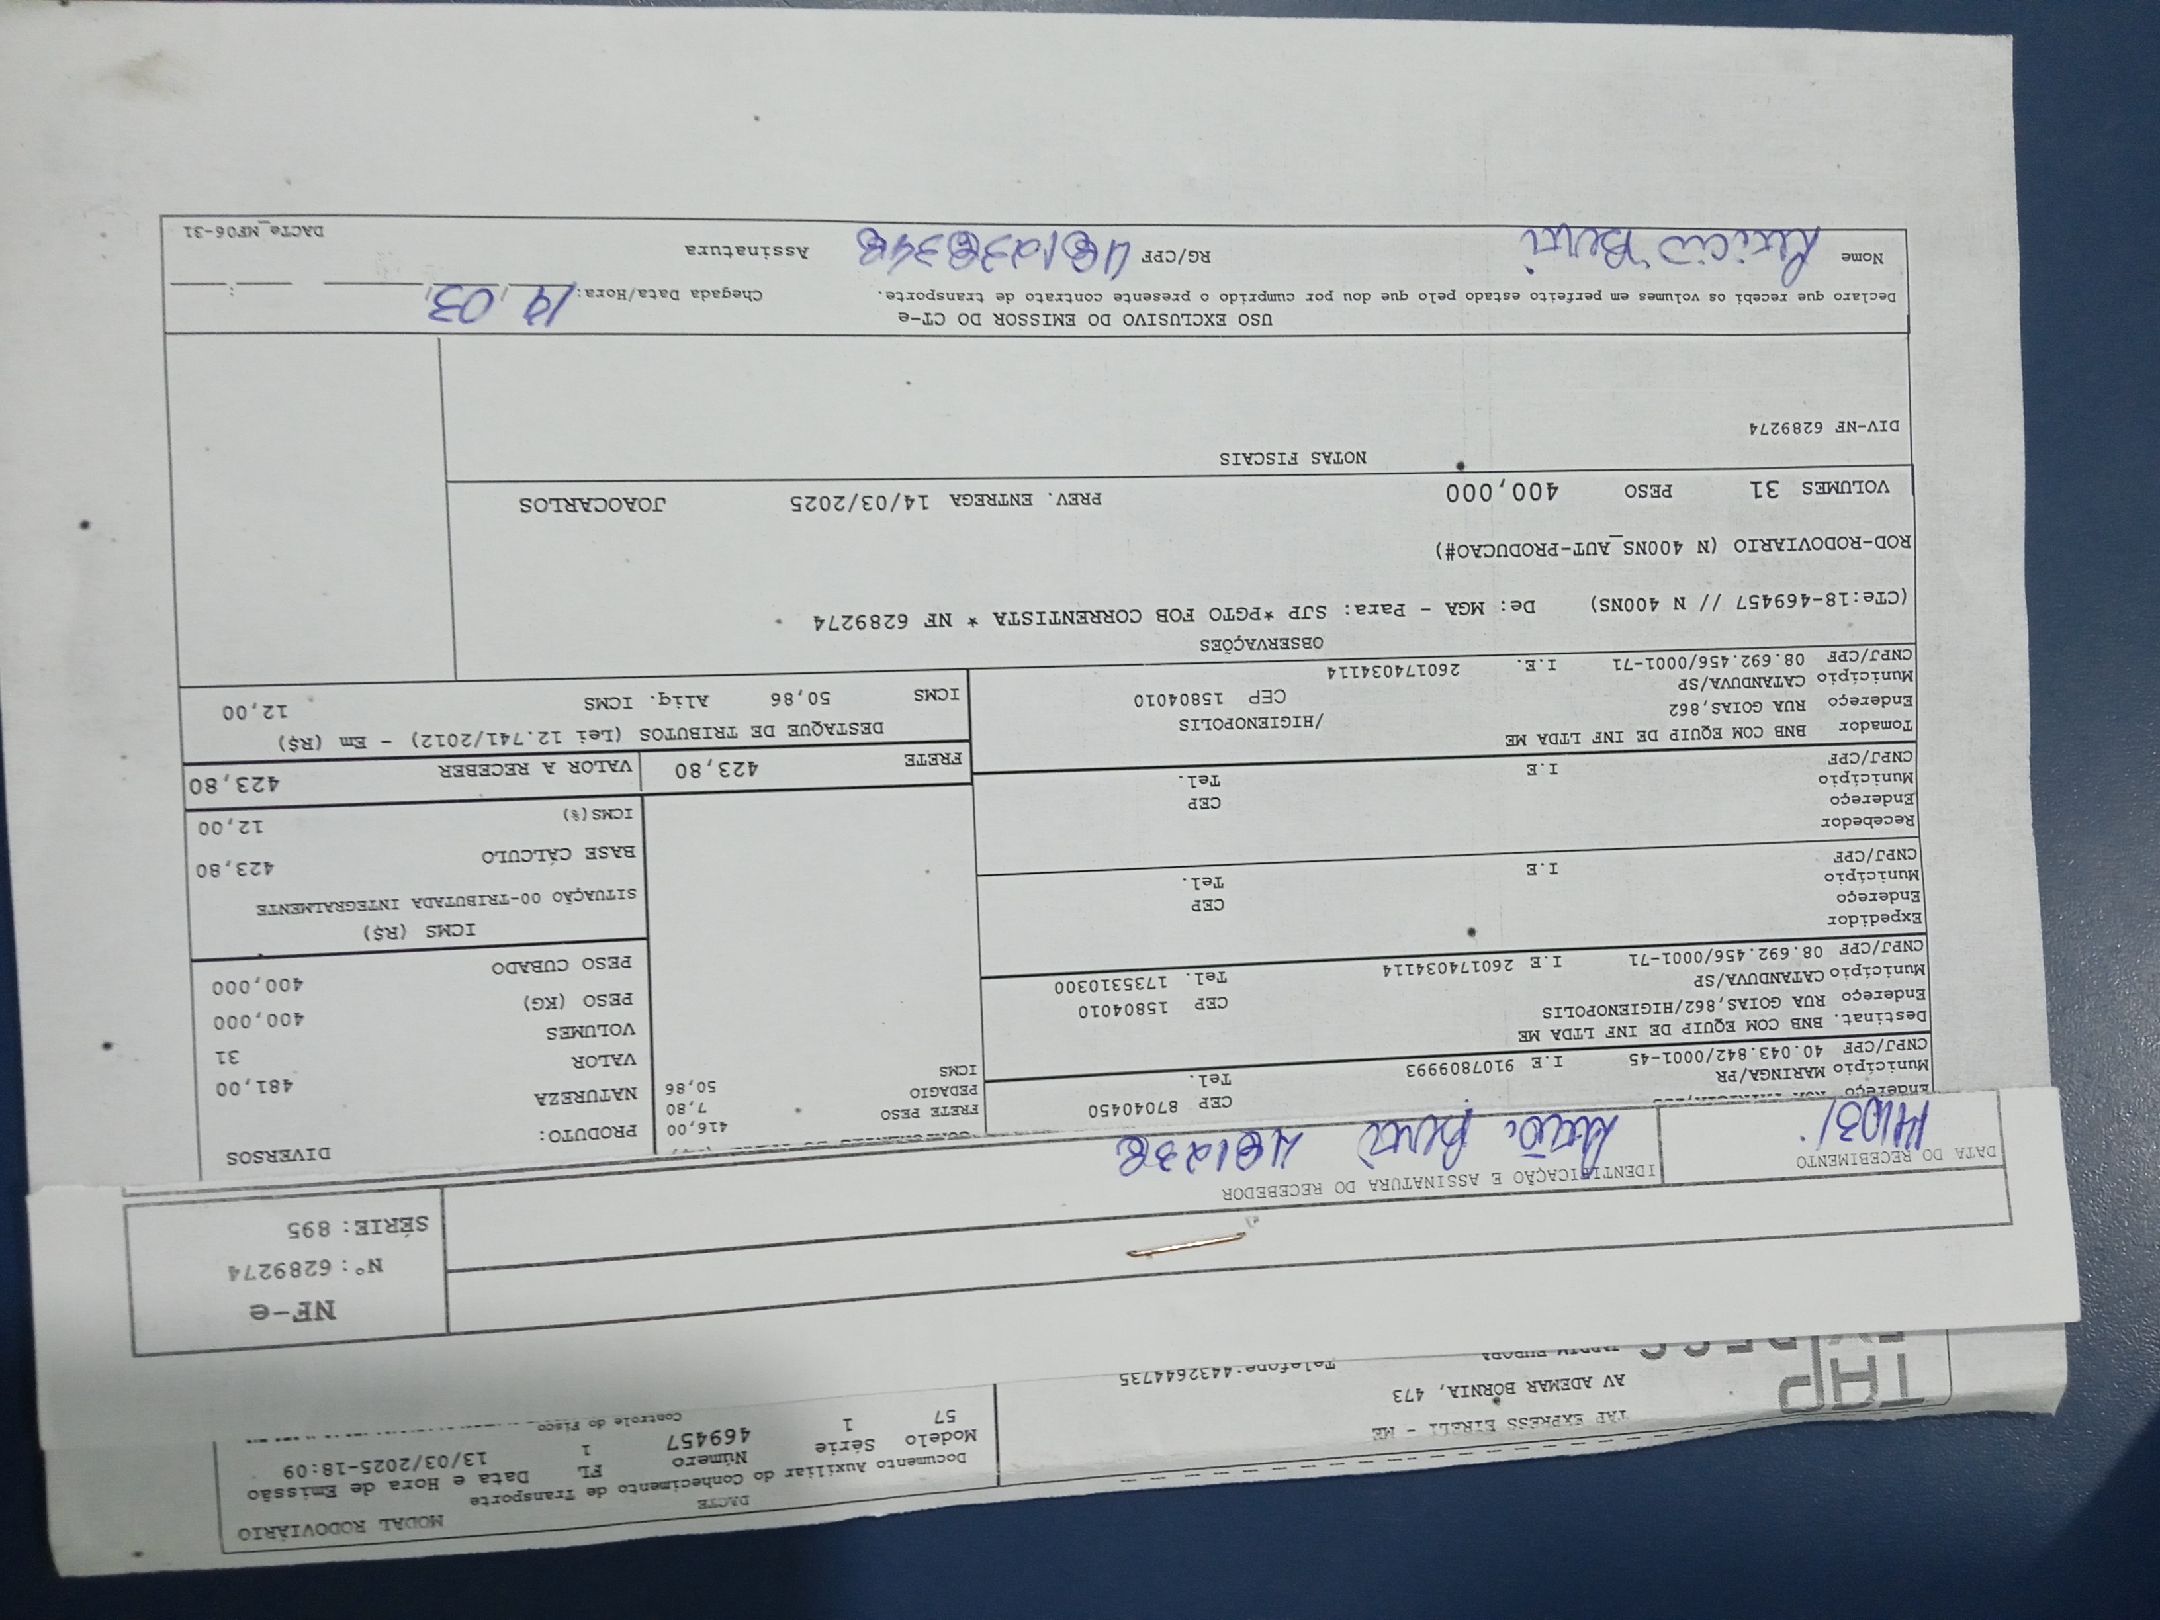 MODAL RODOVIÁRIO
DACTE
Documento Auxiliar do Conhecimento de Transporte
Modelo Série Número FL Data e Hora de Emissão
57 1 469457 1 13/03/2025-18:09
Controle do Fisco
TAP EXPRESS EIRELI - ME
AV ADEMAR BÓRNIA, 473
Telefone:4432644735
TAP
NF-e
Nº: 6289274
SÉRIE: 895
DATA DO RECEBIMENTO
14/03/
IDENTIFICAÇÃO E ASSINATURA DO RECEBEDOR
481238
Endereço
Município MARINGA/PR CEP 87040450
CNPJ/CPF 40.043.842/0001-45 I.E 9107809993 Tel.
Destinat. BNB COM EQUIP DE INF LTDA ME
Endereço RUA GOIAS,862/HIGIENOPOLIS
Município CATANDUVA/SP CEP 15804010
CNPJ/CPF 08.692.456/0001-71 I.E 260174034114 Tel. 1735310300
Expedidor
Endereço
Município CEP
CNPJ/CPF I.E Tel.
Recebedor
Endereço
Município CEP
CNPJ/CPF I.E Tel.
Tomador BNB COM EQUIP DE INF LTDA ME
Endereço RUA GOIAS,862 /HIGIENOPOLIS
Município CATANDUVA/SP CEP 15804010
CNPJ/CPF 08.692.456/0001-71 I.E. 260174034114
FRETE PESO 416,00
PEDAGIO 7,80
ICMS 50,86
DIVERSOS
PRODUTO:
NATUREZA
VALOR 481,00
VOLUMES 31
PESO (KG) 400,000
PESO CUBADO 400,000
ICMS (R$)
SITUAÇÃO 00-TRIBUTADA INTEGRALMENTE
BASE CÁLCULO 423,80
ICMS(%) 12,00
FRETE 423,80 VALOR A RECEBER 423,80
DESTAQUE DE TRIBUTOS (Lei 12.741/2012) - Em (R$)
ICMS 50,86 Aliq. ICMS 12,00
OBSERVAÇÕES
(CTe:18-469457 // N 400NS) De: MGA - Para: SJP *PGTO FOB CORRENTISTA * NF 6289274
ROD-RODOVIARIO (N 400NS_AUT-PRODUCAO#)
VOLUMES 31 PESO 400,000 PREV. ENTREGA 14/03/2025 JOAOCARLOS
NOTAS FISCAIS
DIV-NF 6289274
USO EXCLUSIVO DO EMISSOR DO CT-e
Declaro que recebi os volumes em perfeito estado pelo que dou por cumprido o presente contrato de transporte. Chegada Data/Hora: 14/03/
Nome RG/CPF Assinatura
DACTe_MF06-31